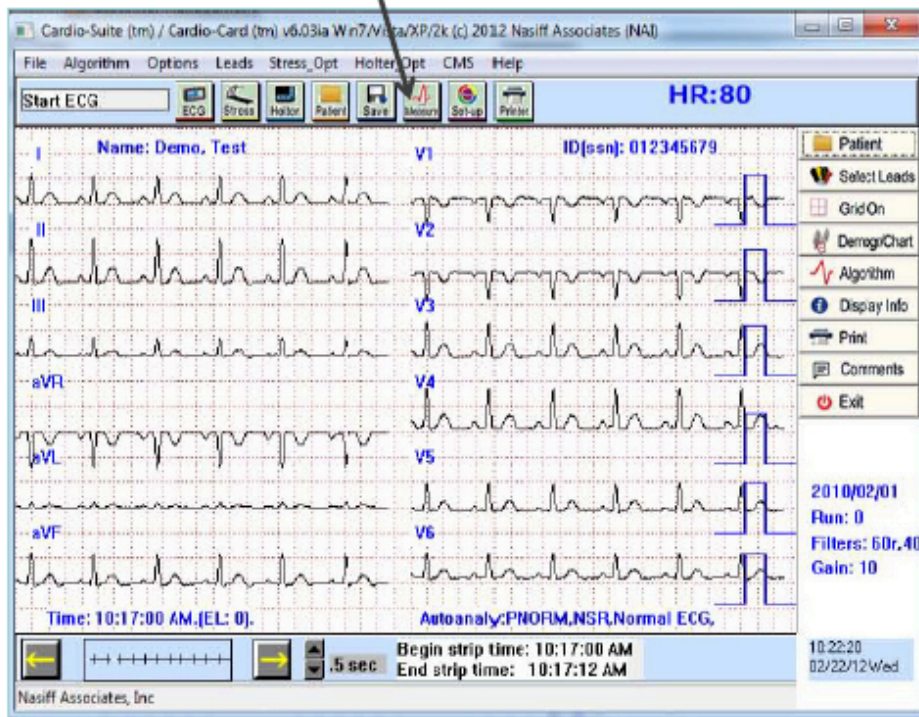 Cardio-Suite (tm) / Cardio-Card (tm) v6.03ia Win7/Vista/XP/2k (c) 2012 Nasiff Associates (NAI)
File Algorithm Options Leads Stress_Opt Holter_Opt CMS Help
Start ECG
ECG Stress Holter Patient Save Measure Set-up Printer
HR:80
Name: Demo, Test
ID(ssn): 012345679
I
II
III
aVR
aVL
aVF
V1
V2
V3
V4
V5
V6
Time: 10:17:00 AM.(EL: 0).
Autoanaly:PNORM,NSR,Normal ECG,
Patient
Select Leads
Grid On
Demogr/Chart
Algorithm
Display Info
Print
Comments
Exit
2010/02/01
Run: 0
Filters: 60r,40
Gain: 10
.5 sec
Begin strip time: 10:17:00 AM
End strip time: 10:17:12 AM
10:22:20
02/22/12 Wed
Nasiff Associates, Inc